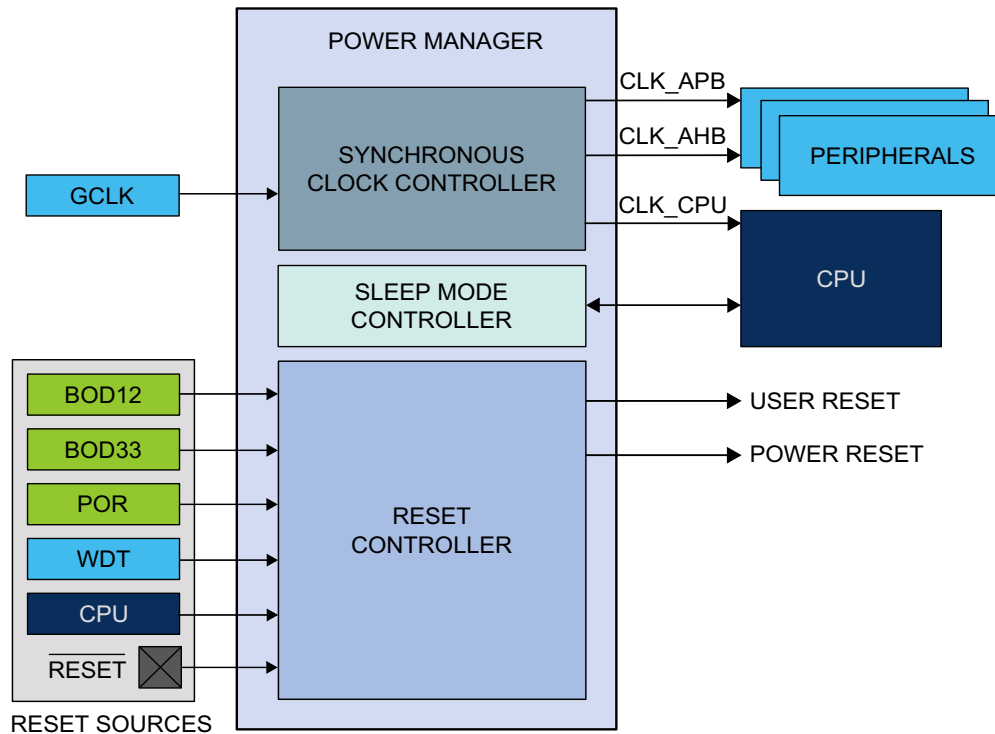 POWER MANAGER
CLK_APB
SYNCHRONOUS
CLOCK CONTROLLER
CLK_AHB
PERIPHERALS
GCLK
CLK_CPU
CPU
SLEEP MODE
CONTROLLER
BOD12
BOD33
POR
WDT
CPU
RESET
RESET SOURCES
RESET
CONTROLLER
USER RESET
POWER RESET